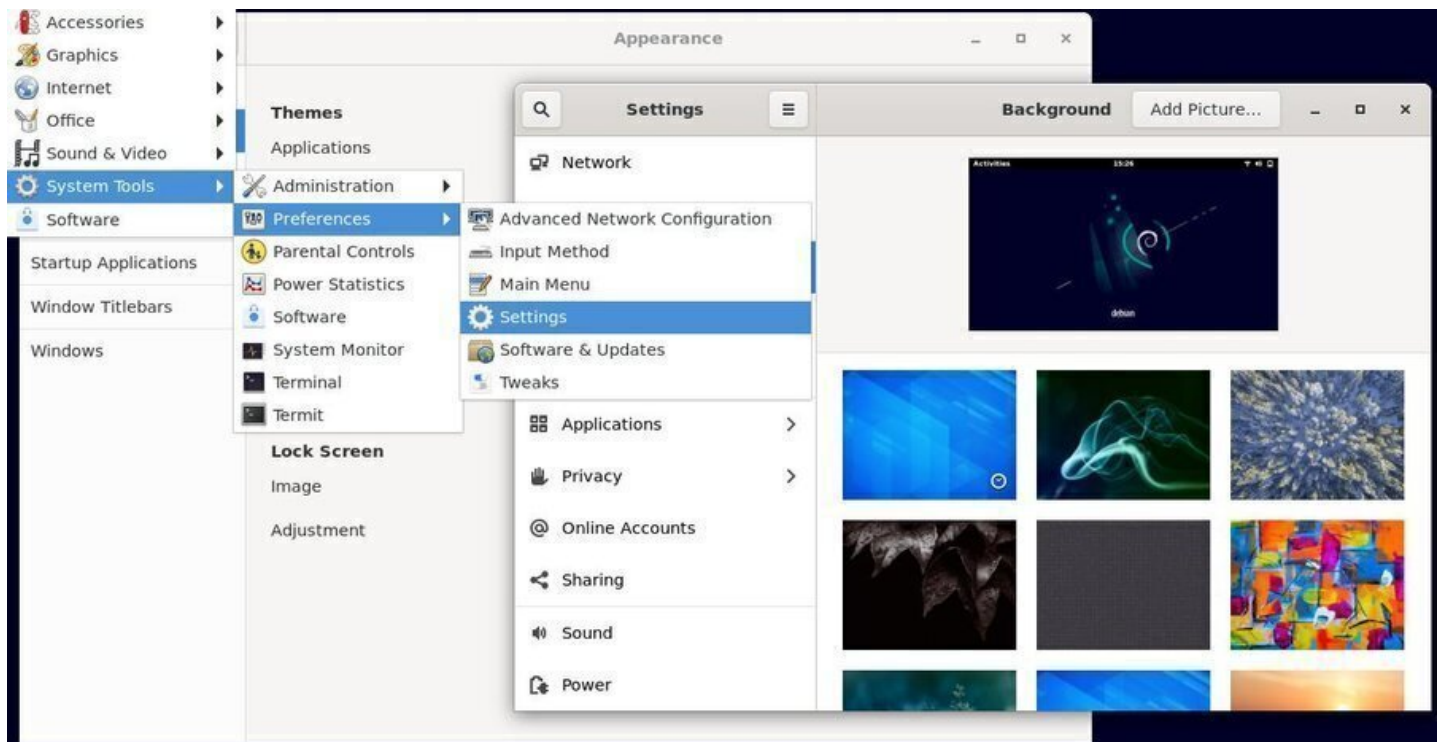 Accessories
Graphics
Internet
Office
Sound & Video
System Tools
Software
Startup Applications
Window Titlebars
Windows
Administration
Preferences
Parental Controls
Power Statistics
Software
System Monitor
Terminal
Termit
Advanced Network Configuration
Input Method
Main Menu
Settings
Software & Updates
Tweaks
Appearance
Themes
Applications
Lock Screen
Image
Adjustment
Settings
Network
Applications
Privacy
Online Accounts
Sharing
Sound
Power
Background
Add Picture...
Activities 15:26
debian